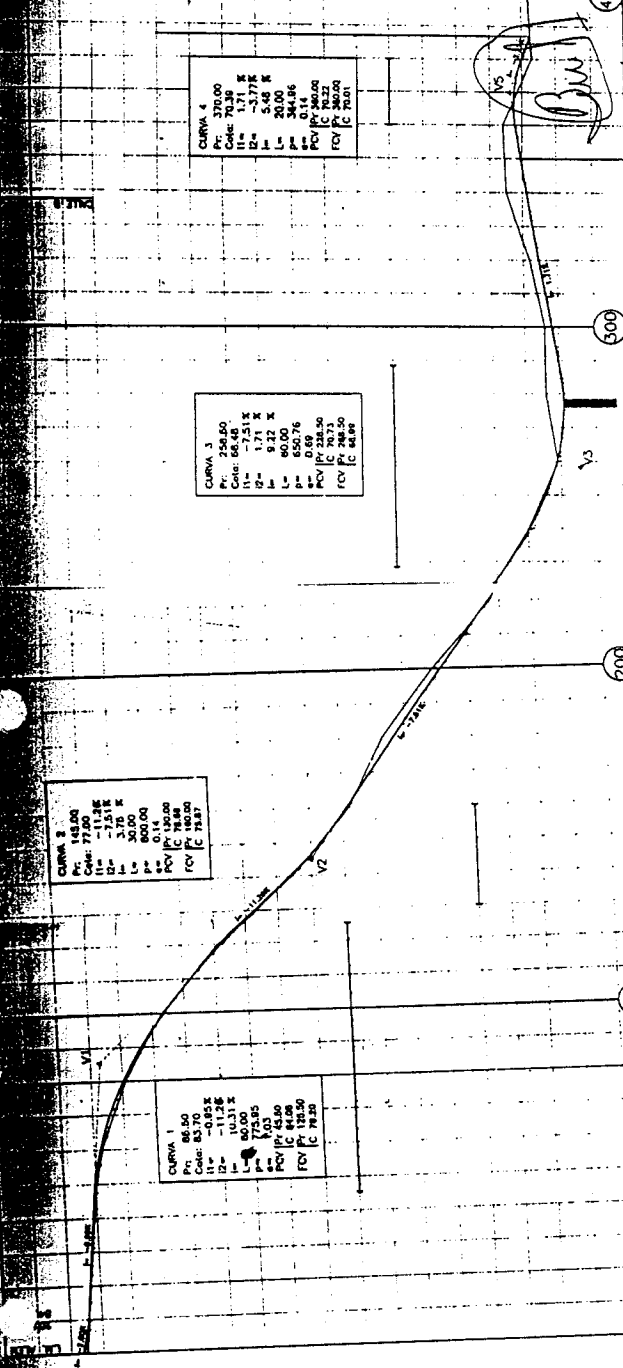 CURVA 1
Pr: 85.50
Cota: 83.70
i1= -0.95%
i2= -11.26
i= 10.31 %
L= 80.00
p= 775.95
e= 1.03
PCV Pr 45.50
C 84.08
FCV Pr 125.50
C 79.20
V1
CURVA 2
Pr: 145.00
Cota: 77.00
i1= -11.26
i2= -7.51%
i= 3.75 %
L= 30.00
p= 800.00
e= 0.14
PCV Pr 130.00
C 78.68
FCV Pr 160.00
C 75.87
V2
i= -7.51%
200
CURVA 3
Pr: 258.50
Cota: 68.48
i1= -7.51%
i2= 1.71 %
i= 9.22 %
L= 60.00
p= 650.76
e= 0.69
PCV Pr 228.50
C 70.73
FCV Pr 288.50
C 68.99
V3
300
CURVA 4
Pr: 370.00
Cota: 70.39
i1= 1.71 %
i2= -3.77%
i= 5.48 %
L= 20.00
p= 364.96
e= 0.14
PCV Pr 360.00
C 70.22
FCV Pr 380.00
C 70.01
V5